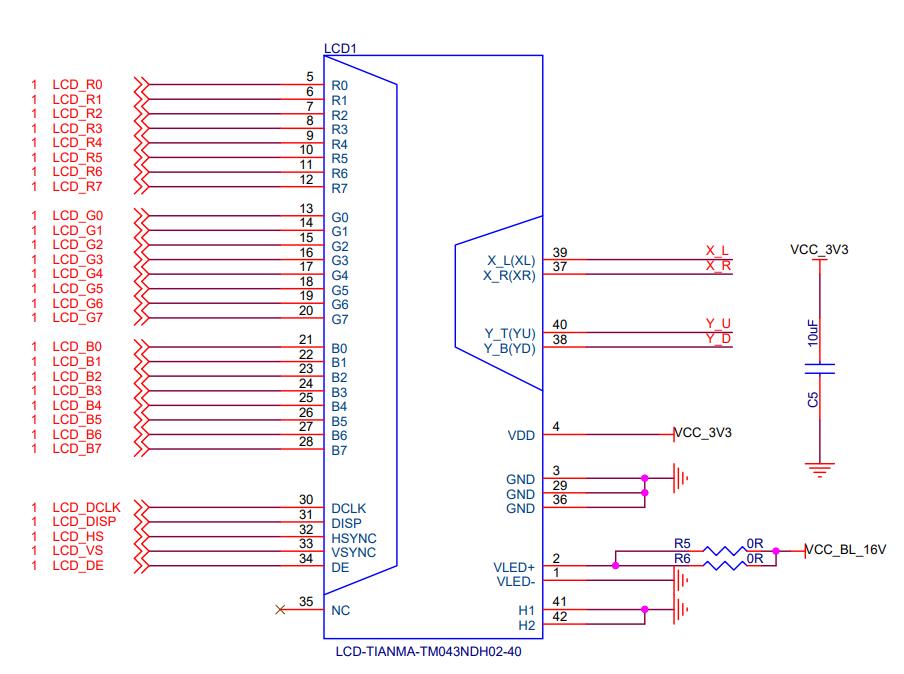 LCD1
1 LCD_R0 5 R0
1 LCD_R1 6 R1
1 LCD_R2 7 R2
1 LCD_R3 8 R3
1 LCD_R4 9 R4
1 LCD_R5 10 R5
1 LCD_R6 11 R6
1 LCD_R7 12 R7
1 LCD_G0 13 G0
1 LCD_G1 14 G1
1 LCD_G2 15 G2
1 LCD_G3 16 G3
1 LCD_G4 17 G4
1 LCD_G5 18 G5
1 LCD_G6 19 G6
1 LCD_G7 20 G7
1 LCD_B0 21 B0
1 LCD_B1 22 B1
1 LCD_B2 23 B2
1 LCD_B3 24 B3
1 LCD_B4 25 B4
1 LCD_B5 26 B5
1 LCD_B6 27 B6
1 LCD_B7 28 B7
1 LCD_DCLK 30 DCLK
1 LCD_DISP 31 DISP
1 LCD_HS 32 HSYNC
1 LCD_VS 33 VSYNC
1 LCD_DE 34 DE
35 NC
X_L(XL) 39 X_L
X_R(XR) 37 X_R
Y_T(YU) 40 Y_U
Y_B(YD) 38 Y_D
VDD 4 VCC_3V3
GND 3
GND 29
GND 36
R5 0R VCC_BL_16V
VLED+ 2 R6 0R
VLED- 1
H1 41
H2 42
VCC_3V3
10uF
C5
LCD-TIANMA-TM043NDH02-40